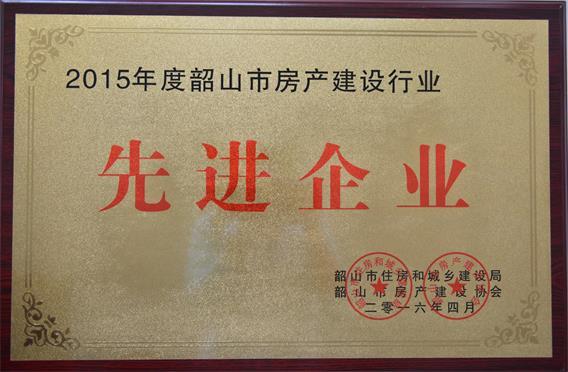 2015年度韶山市房产建设行业
先进企业
韶山市住房和城乡建设局
韶山市房产建设协会
二零一六年四月